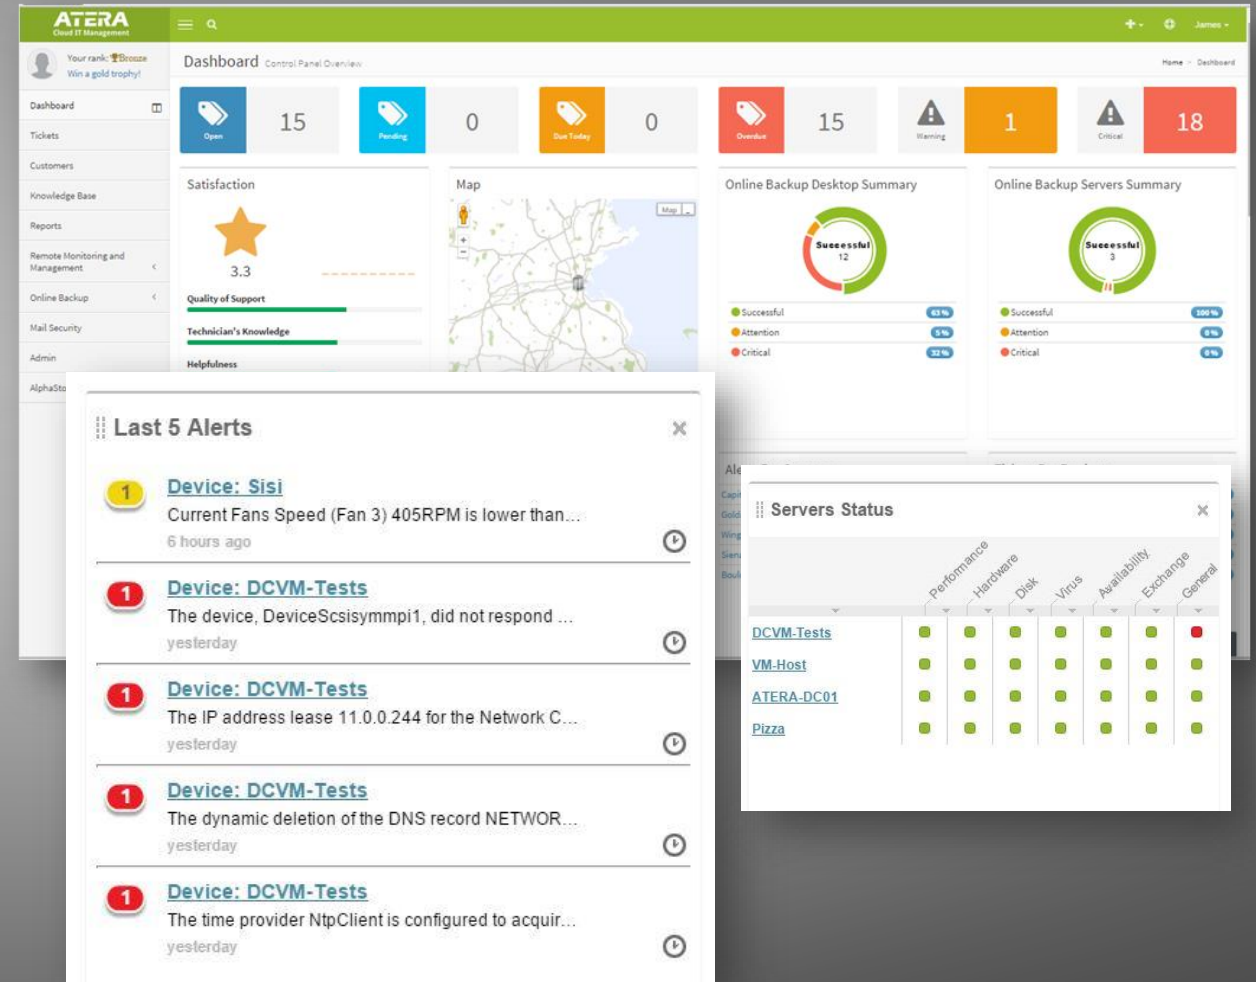 ATERA
Cloud IT Management
James
Your rank: Bronze
Win a gold trophy!
Dashboard Control Panel Overview
Home > Dashboard
Dashboard
Tickets
Customers
Knowledge Base
Reports
Remote Monitoring and
Management
Online Backup
Mail Security
Admin
Open
15
Pending
0
Due Today
0
Overdue
15
Warning
1
Critical
18
Satisfaction
3.3
Quality of Support
Technician's Knowledge
Helpfulness
Map
Map
Online Backup Desktop Summary
Successful
12
Successful 63 %
Attention 5 %
Critical 32 %
Online Backup Servers Summary
Successful
3
Successful 100 %
Attention 0 %
Critical 0 %
Last 5 Alerts
1
Device: Sisi
Current Fans Speed (Fan 3) 405RPM is lower than...
6 hours ago
1
Device: DCVM-Tests
The device, DeviceScsisymmpi1, did not respond ...
yesterday
1
Device: DCVM-Tests
The IP address lease 11.0.0.244 for the Network C...
yesterday
1
Device: DCVM-Tests
The dynamic deletion of the DNS record NETWOR...
yesterday
1
Device: DCVM-Tests
The time provider NtpClient is configured to acquir...
yesterday
Servers Status
Performance
Hardware
Disk
Virus
Availability
Exchange
General
DCVM-Tests
VM-Host
ATERA-DC01
Pizza